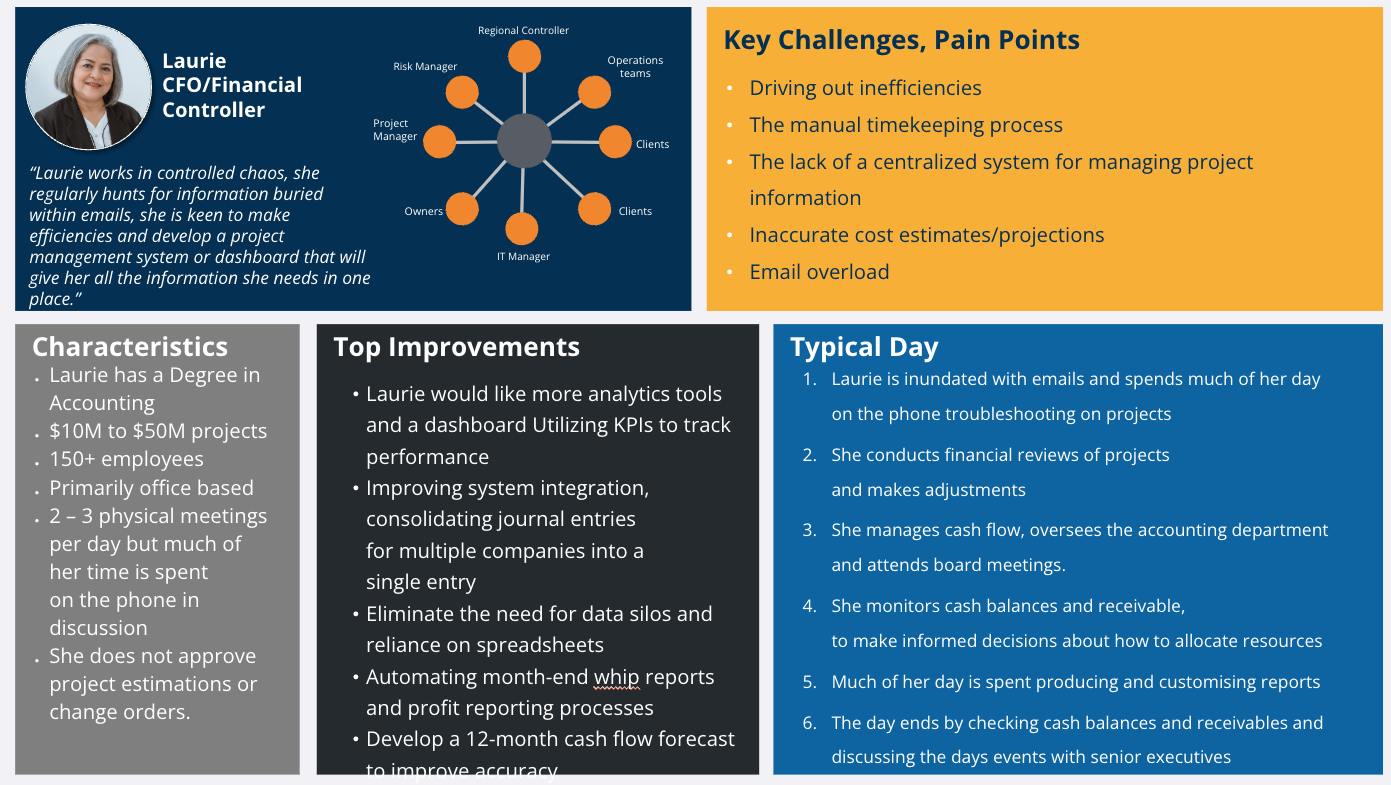 Laurie
CFO/Financial
Controller
“Laurie works in controlled chaos, she
regularly hunts for information buried
within emails, she is keen to make
efficiencies and develop a project
management system or dashboard that will
give her all the information she needs in one
place.”
Regional Controller
Risk Manager
Operations
teams
Project
Manager
Clients
Owners
Clients
IT Manager
Key Challenges, Pain Points
• Driving out inefficiencies
• The manual timekeeping process
• The lack of a centralized system for managing project
information
• Inaccurate cost estimates/projections
• Email overload
Characteristics
• Laurie has a Degree in
Accounting
• $10M to $50M projects
• 150+ employees
• Primarily office based
• 2 – 3 physical meetings
per day but much of
her time is spent
on the phone in
discussion
• She does not approve
project estimations or
change orders.
Top Improvements
• Laurie would like more analytics tools
and a dashboard Utilizing KPIs to track
performance
• Improving system integration,
consolidating journal entries
for multiple companies into a
single entry
• Eliminate the need for data silos and
reliance on spreadsheets
• Automating month-end whip reports
and profit reporting processes
• Develop a 12-month cash flow forecast
to improve accuracy
Typical Day
1. Laurie is inundated with emails and spends much of her day
on the phone troubleshooting on projects
2. She conducts financial reviews of projects
and makes adjustments
3. She manages cash flow, oversees the accounting department
and attends board meetings.
4. She monitors cash balances and receivable,
to make informed decisions about how to allocate resources
5. Much of her day is spent producing and customising reports
6. The day ends by checking cash balances and receivables and
discussing the days events with senior executives